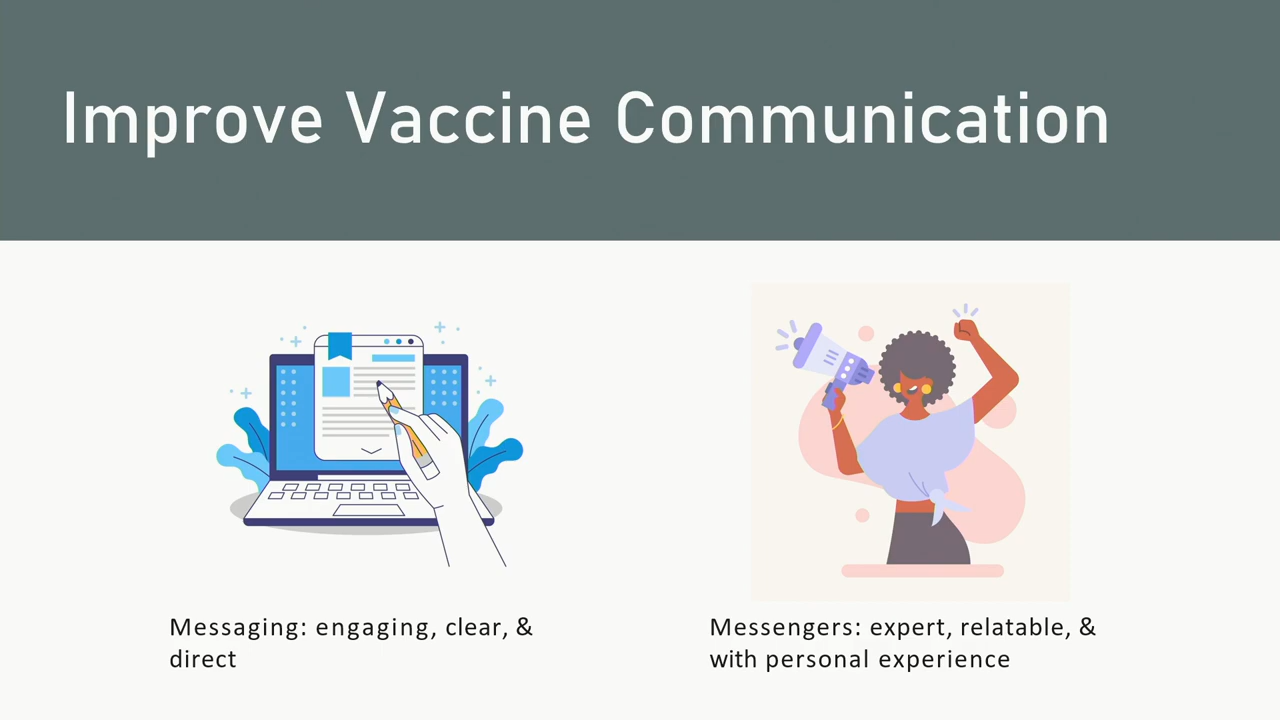 Improve Vaccine Communication
Messaging: engaging, clear, &
direct
Messengers: expert, relatable, &
with personal experience